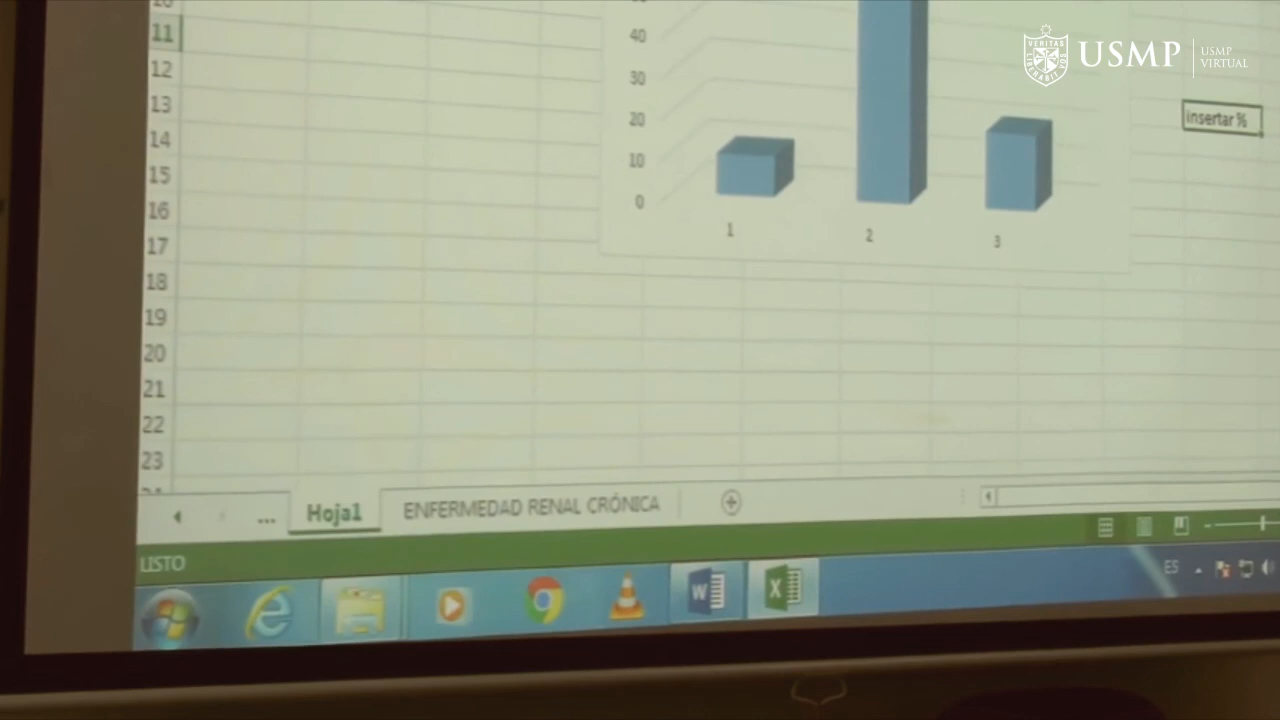 USMP
USMP
VIRTUAL
VERITAS
11
12
13
14
15
16
17
18
19
20
21
22
23
40
30
20
10
0
1
2
3
insertar %
...
Hoja1
ENFERMEDAD RENAL CRÓNICA
LISTO
ES